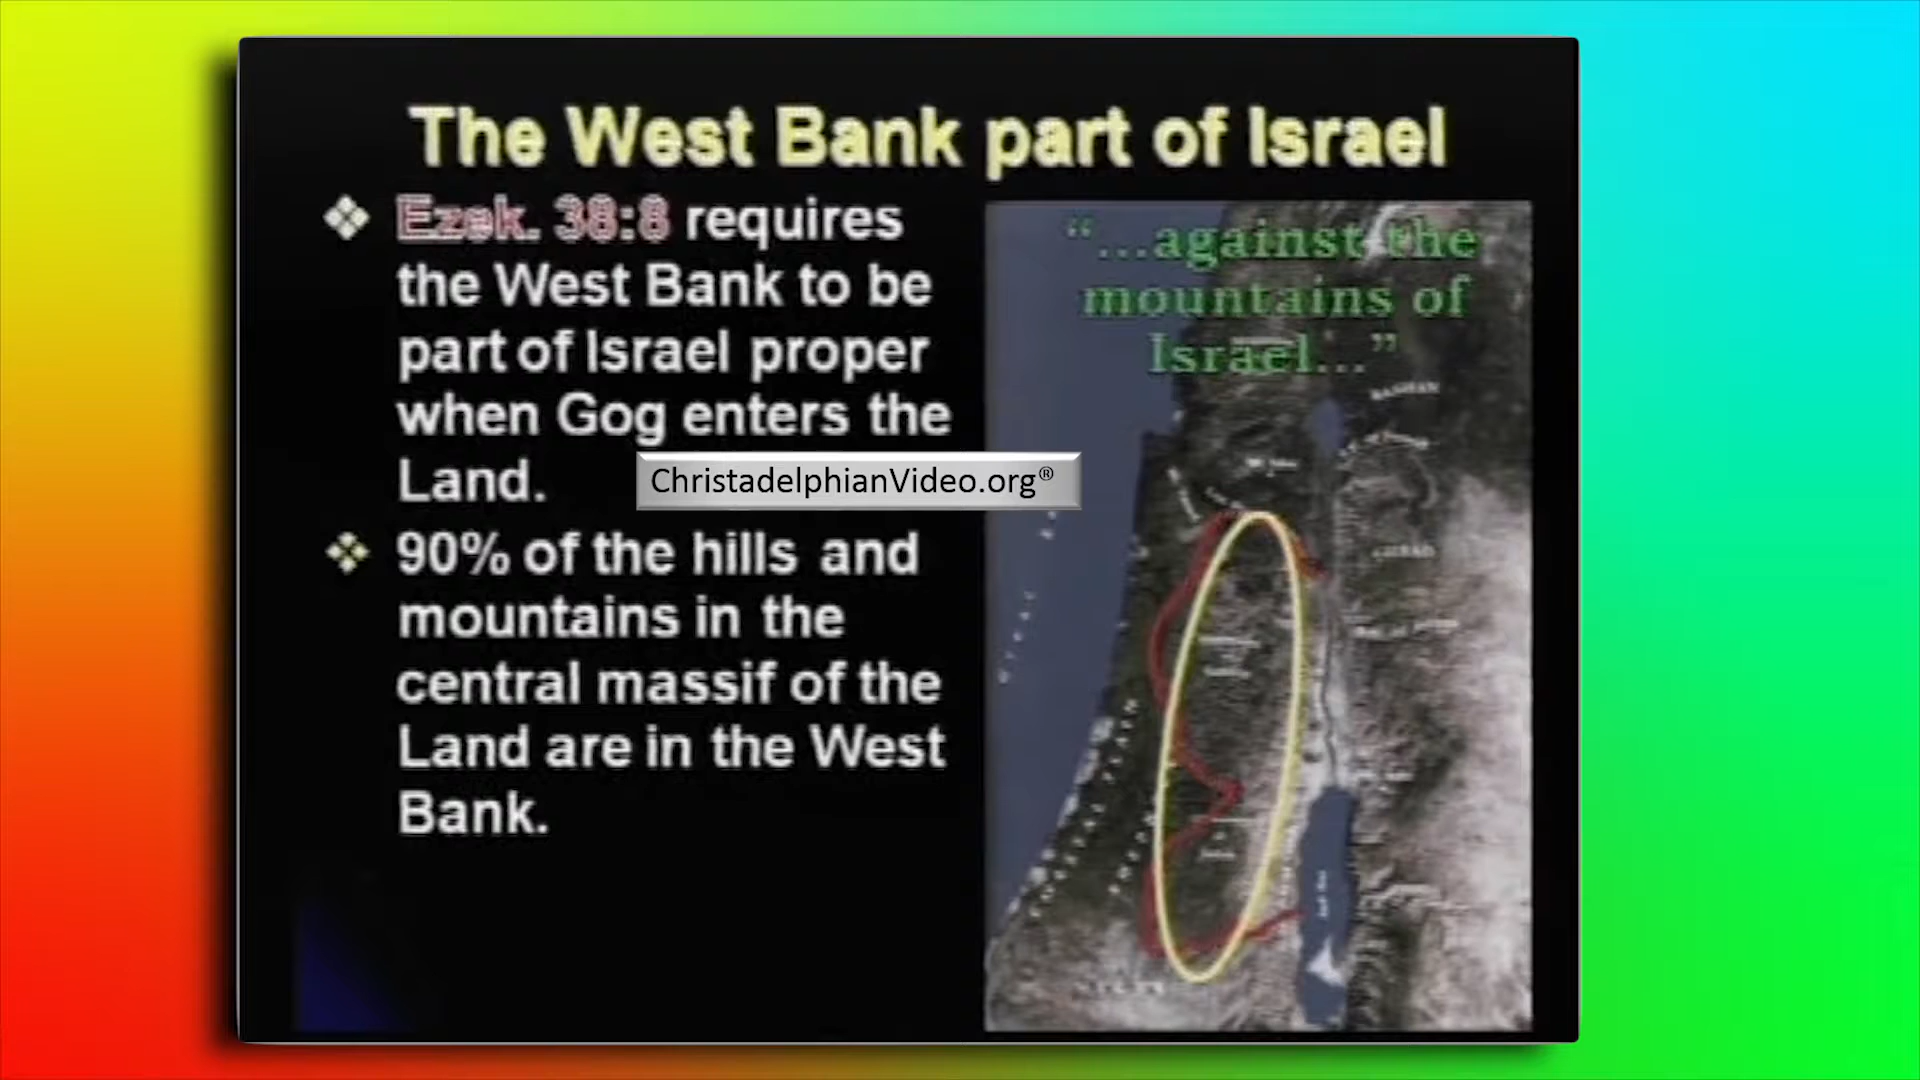 The West Bank part of Israel
Ezek. 38:8 requires
the West Bank to be
part of Israel proper
when Gog enters the
Land.
ChristadelphianVideo.org®
90% of the hills and
mountains in the
central massif of the
Land are in the West
Bank.
“...against the
mountains of
Israel...”
BASHAN